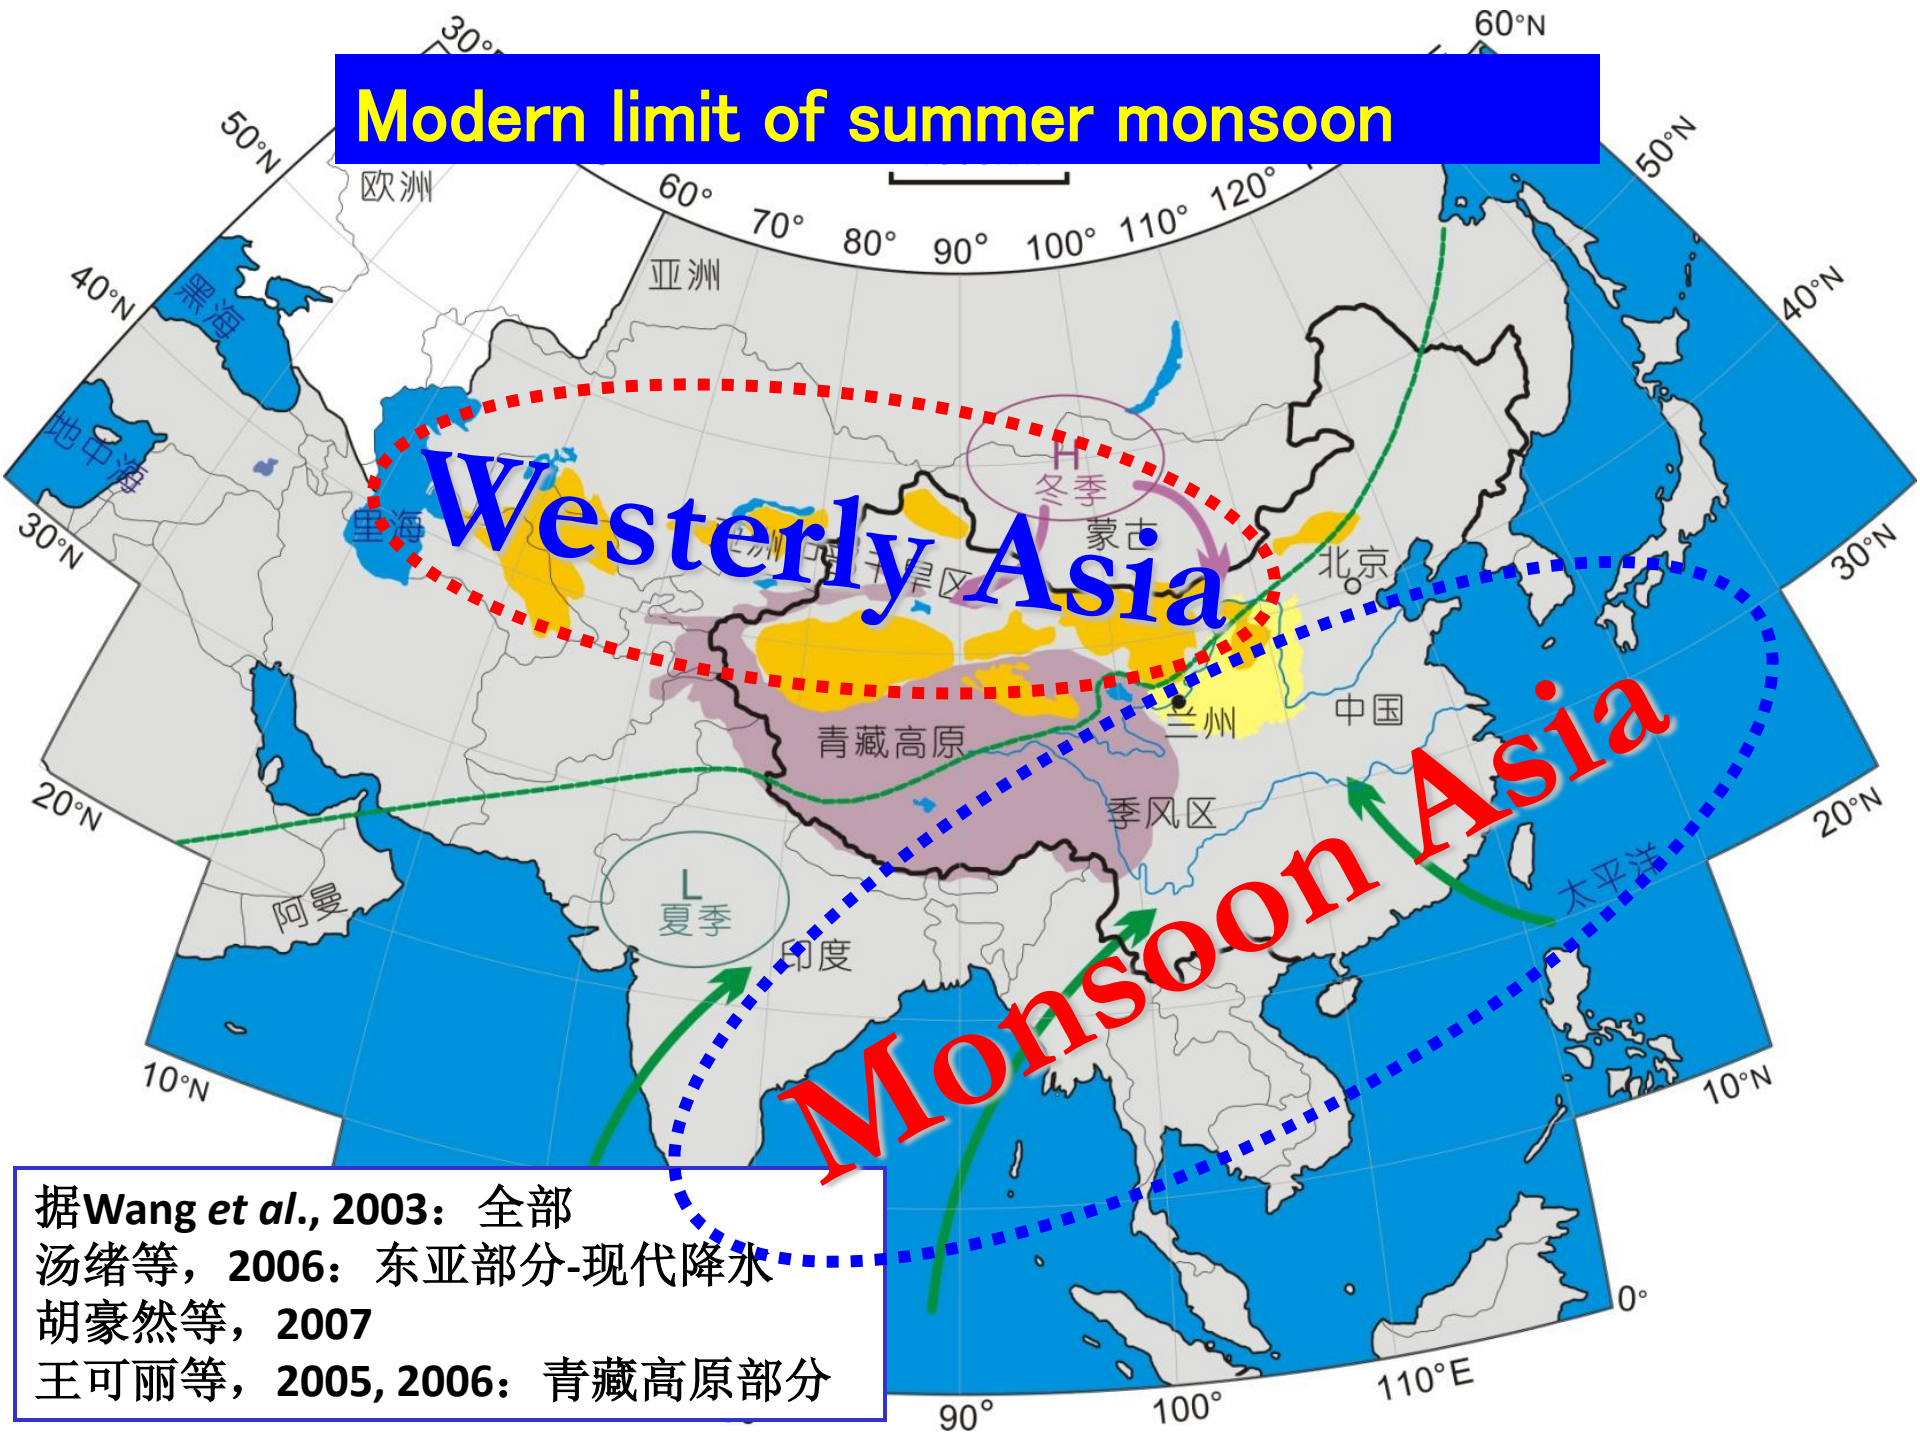 30°
60°N
Modern limit of summer monsoon
50°N
50°N
欧洲
60°
70°
80°
90°
100°
110°
120°
亚洲
40°N
40°N
黑海
地中海
H
冬季
Westerly Asia
里海
蒙古
北京
30°N
30°N
青藏高原
兰州
中国
Monsoon Asia
季风区
20°N
20°N
L
夏季
太平洋
阿曼
印度
10°N
10°N
据Wang et al., 2003：全部
汤绪等，2006：东亚部分-现代降水
胡豪然等，2007
王可丽等，2005, 2006：青藏高原部分
0°
90°
100°
110°E